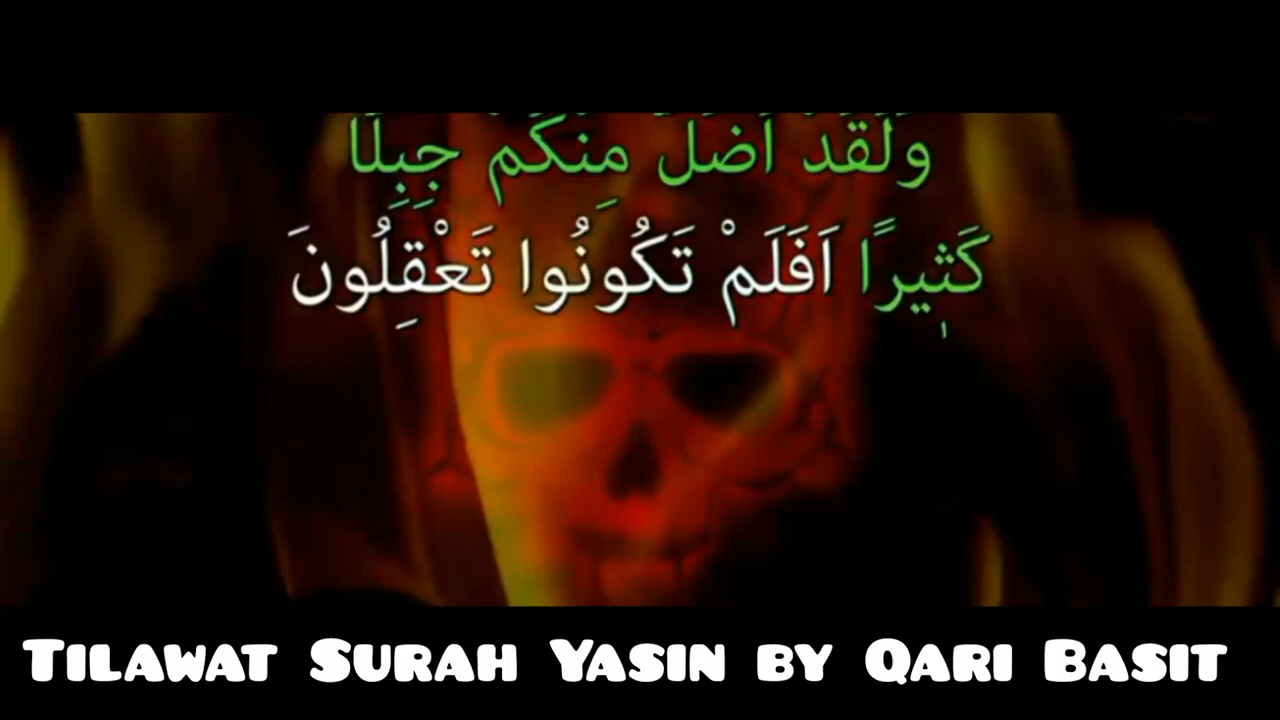 وَلَقَدْ اَضَلَّ مِنكُمْ جِبِلًّا
كَثٖيرًا اَفَلَمْ تَكُونُوا تَعْقِلُونَ
Tilawat Surah Yasin by Qari Basit